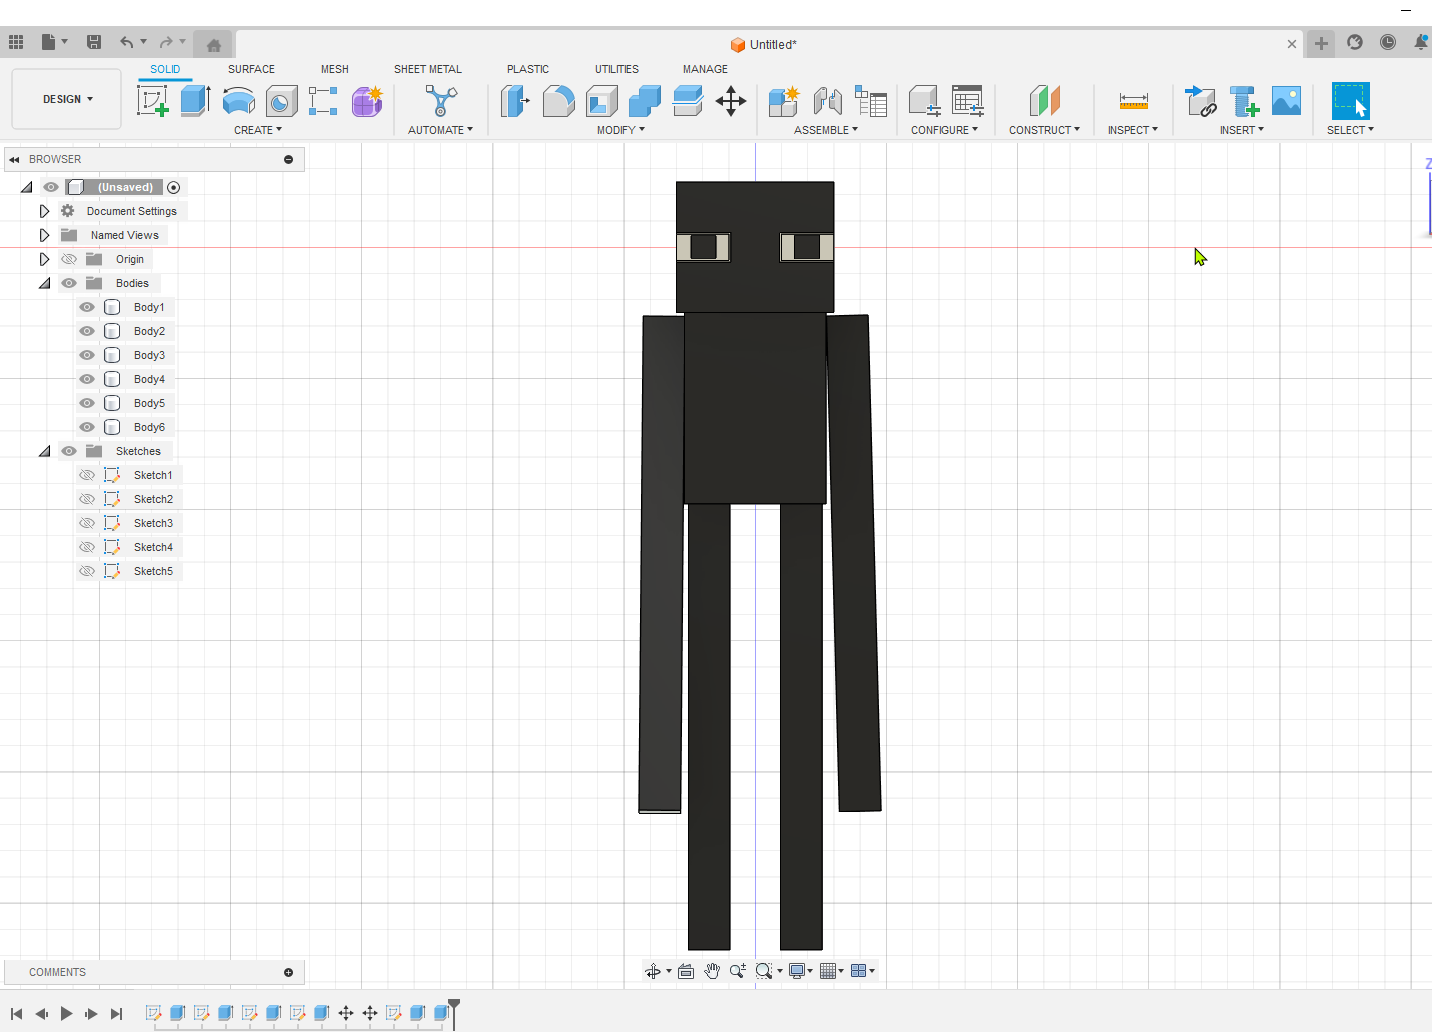 Untitled*
SOLID SURFACE MESH SHEET METAL PLASTIC UTILITIES MANAGE
DESIGN
CREATE AUTOMATE MODIFY ASSEMBLE CONFIGURE CONSTRUCT INSPECT INSERT SELECT
BROWSER
(Unsaved)
Document Settings
Named Views
Origin
Bodies
Body1
Body2
Body3
Body4
Body5
Body6
Sketches
Sketch1
Sketch2
Sketch3
Sketch4
Sketch5
Z
COMMENTS